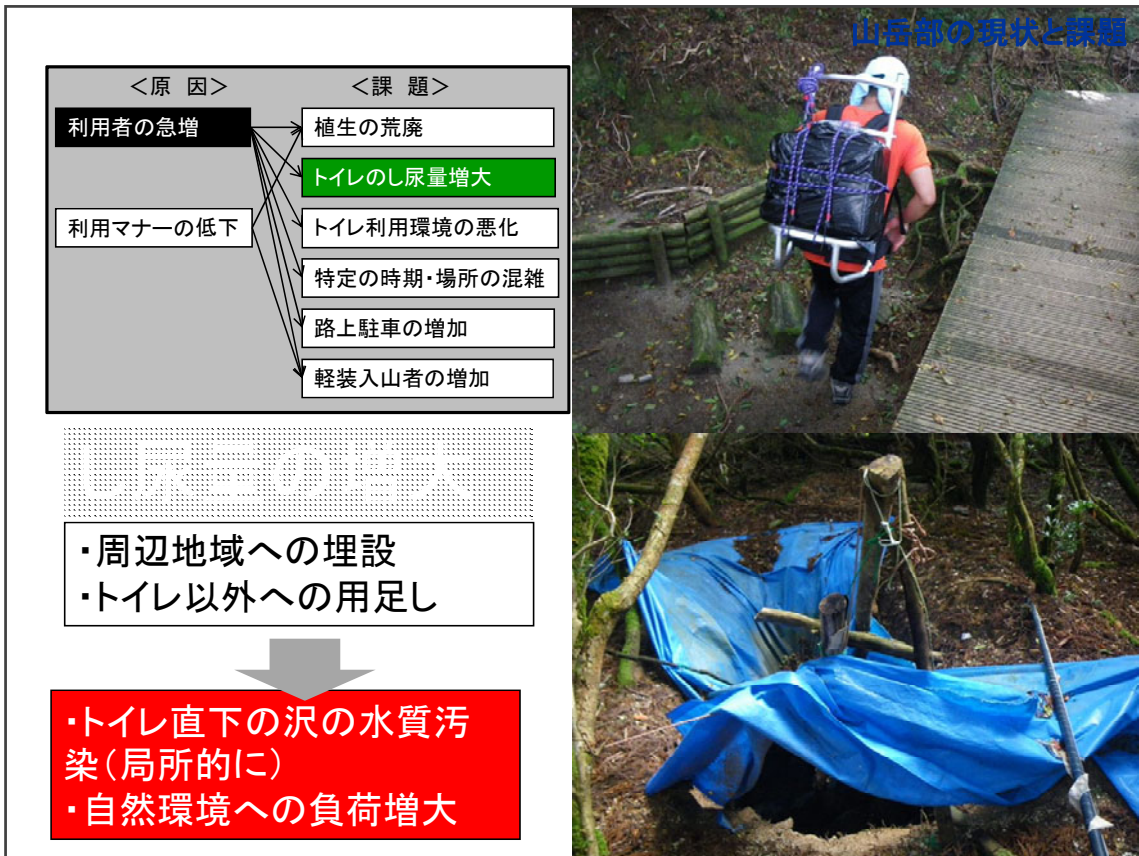 山岳部の現状と課題
＜原 因＞
＜課 題＞
利用者の急増
利用マナーの低下
植生の荒廃
トイレのし尿量増大
トイレ利用環境の悪化
特定の時期・場所の混雑
路上駐車の増加
軽装入山者の増加
し尿量の増大
・周辺地域への埋設
・トイレ以外への用足し
・トイレ直下の沢の水質汚
染（局所的に）
・自然環境への負荷増大